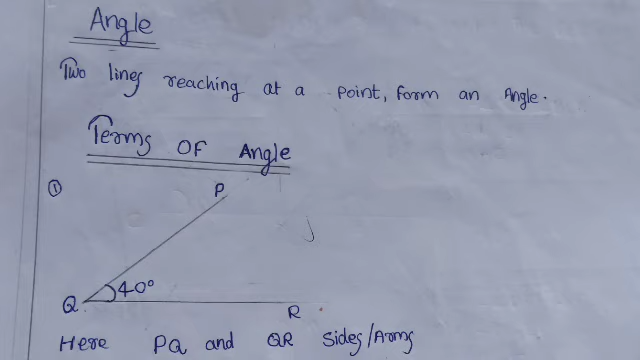 Angle
Two lines reaching at a point, form an Angle.
Terms OF Angle
①
P
40°
Q
R
Here PQ and QR Sides/Arms